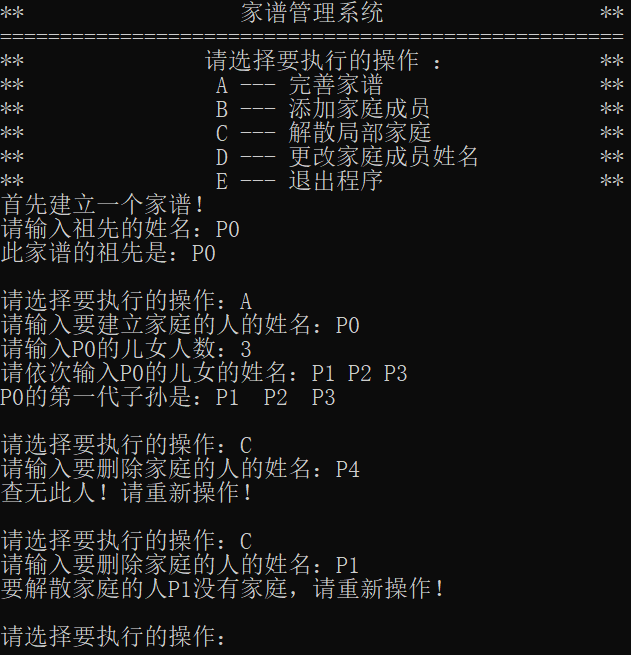 ** 家谱管理系统 **
====================================================
** 请选择要执行的操作 : **
** A --- 完善家谱 **
** B --- 添加家庭成员 **
** C --- 解散局部家庭 **
** D --- 更改家庭成员姓名 **
** E --- 退出程序 **
首先建立一个家谱!
请输入祖先的姓名: P0
此家谱的祖先是: P0
请选择要执行的操作: A
请输入要建立家庭的人的姓名: P0
请输入P0的儿女人数: 3
请依次输入P0的儿女的姓名: P1 P2 P3
P0的第一代子孙是: P1 P2 P3
请选择要执行的操作: C
请输入要删除家庭的人的姓名: P4
查无此人! 请重新操作!
请选择要执行的操作: C
请输入要删除家庭的人的姓名: P1
要解散家庭的人P1没有家庭, 请重新操作!
请选择要执行的操作: